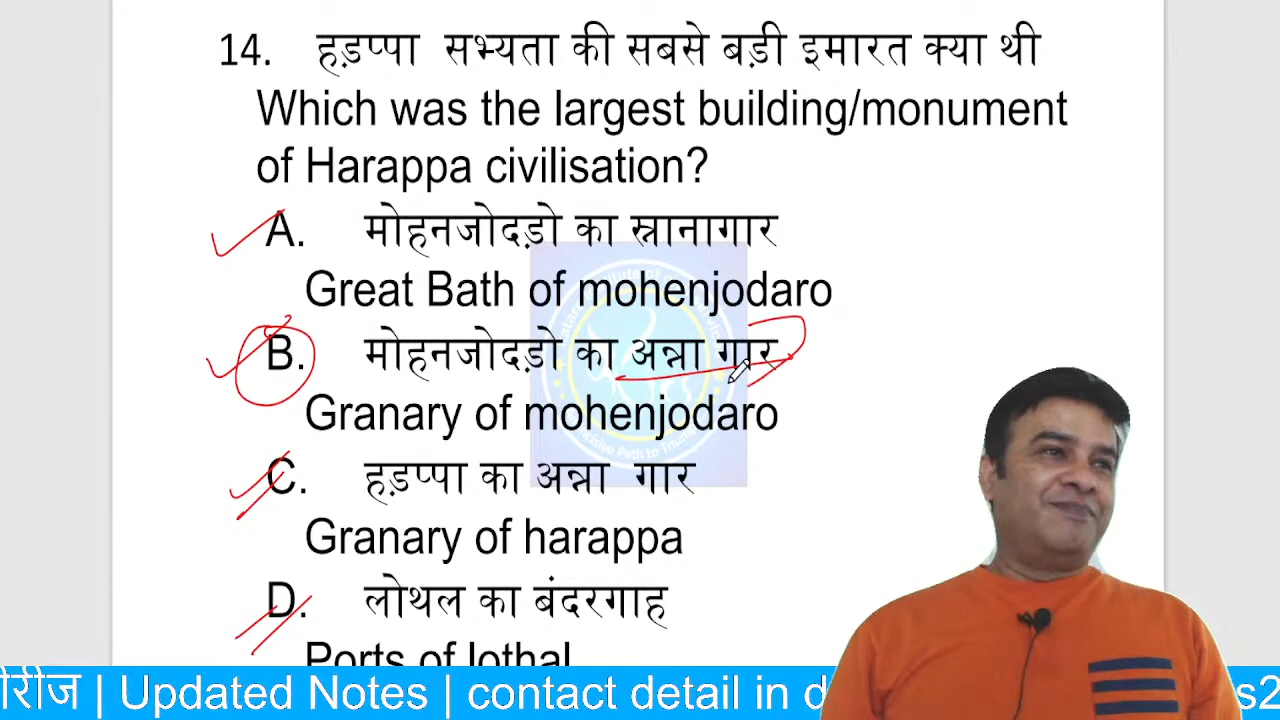 14. हड़प्पा सभ्यता की सबसे बड़ी इमारत क्या थी
Which was the largest building/monument
of Harappa civilisation?
A. मोहनजोदड़ो का स्नानागार
Great Bath of mohenjodaro
B. मोहनजोदड़ो का अन्ना गार
Granary of mohenjodaro
C. हड़प्पा का अन्ना गार
Granary of harappa
D. लोथल का बंदरगाह
Ports of lothal
| Updated Notes | contact detail in